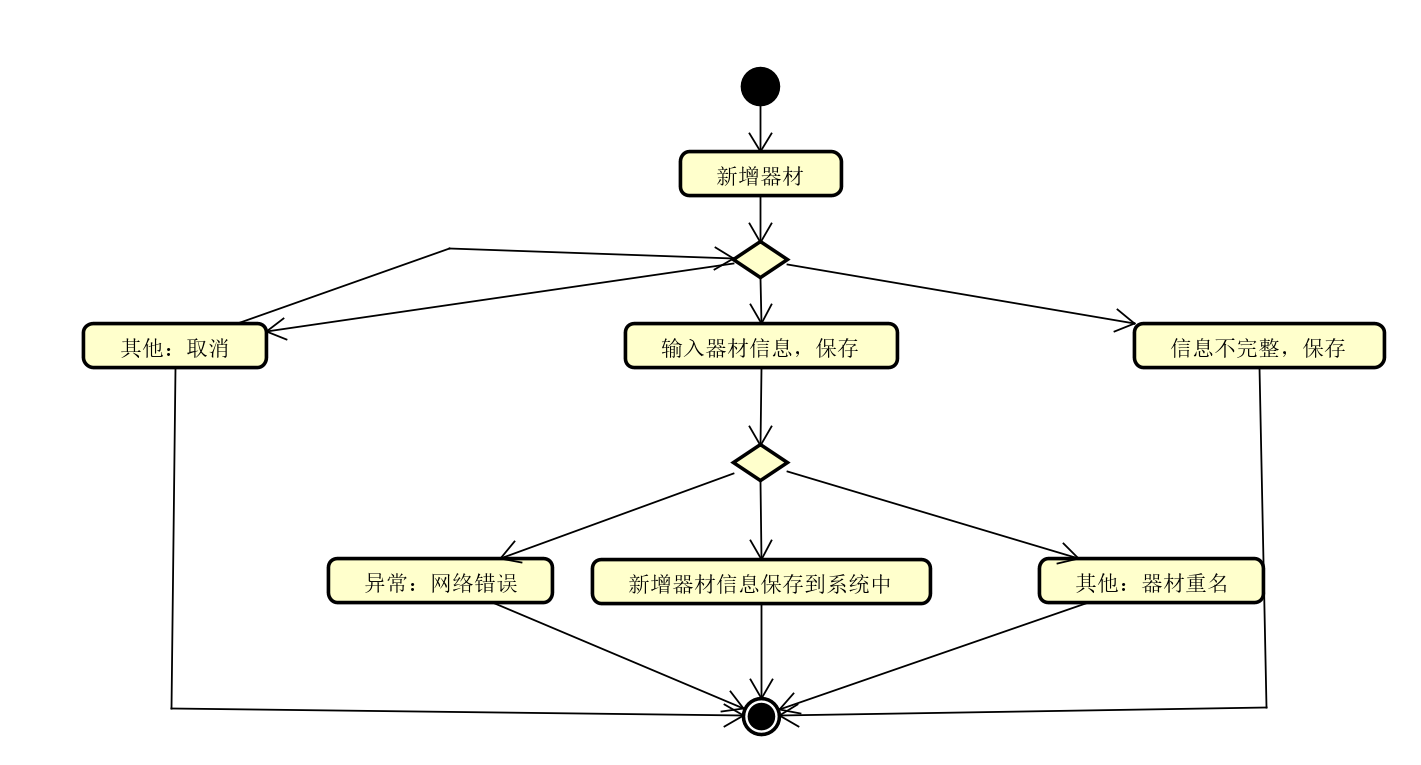 新增器材
其他：取消
输入器材信息，保存
信息不完整，保存
异常：网络错误
新增器材信息保存到系统中
其他：器材重名